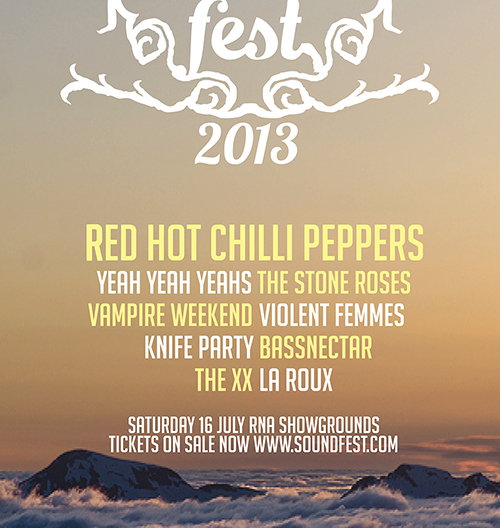 fest
2013
RED HOT CHILLI PEPPERS
YEAH YEAH YEAHS THE STONE ROSES
VAMPIRE WEEKEND VIOLENT FEMMES
KNIFE PARTY BASSNECTAR
THE XX LA ROUX
SATURDAY 16 JULY RNA SHOWGROUNDS
TICKETS ON SALE NOW WWW.SOUNDFEST.COM